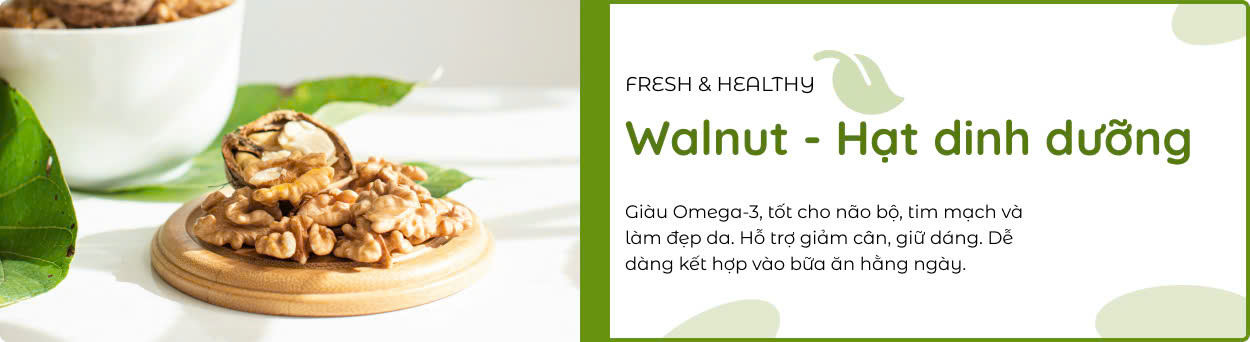 FRESH & HEALTHY
Walnut - Hạt dinh dưỡng
Giàu Omega-3, tốt cho não bộ, tim mạch và
làm đẹp da. Hỗ trợ giảm cân, giữ dáng. Dễ
dàng kết hợp vào bữa ăn hằng ngày.